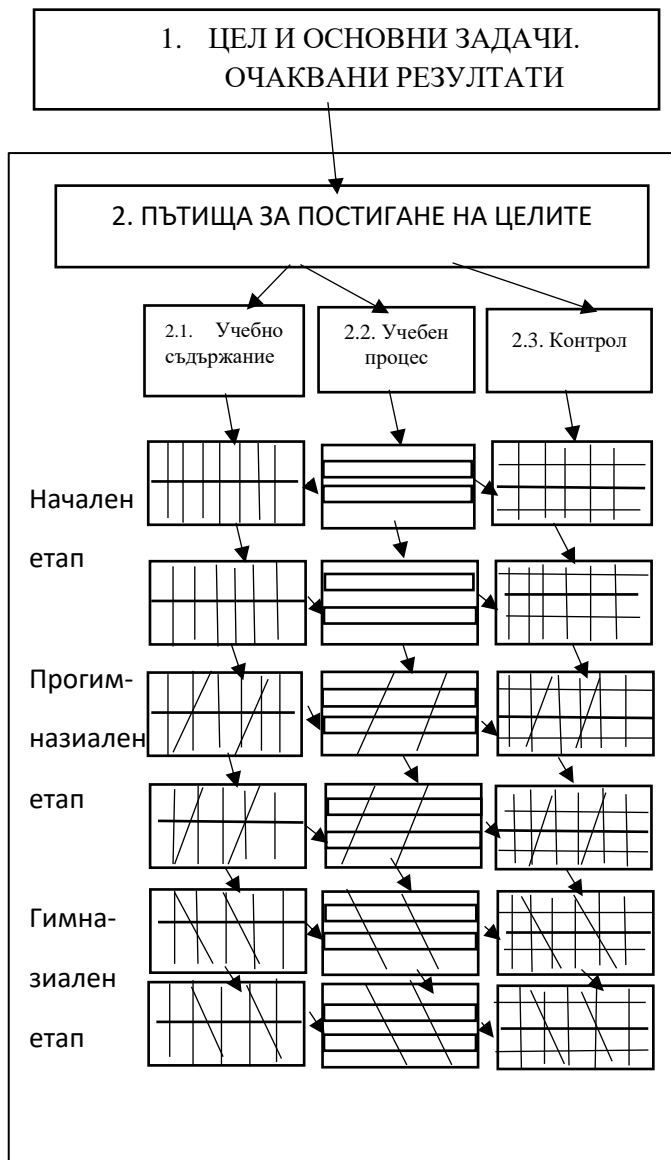 1. ЦЕЛ И ОСНОВНИ ЗАДАЧИ.
ОЧАКВАНИ РЕЗУЛТАТИ
2. ПЪТИЩА ЗА ПОСТИГАНЕ НА ЦЕЛИТЕ
2.1. Учебно
съдържание
2.2. Учебен
процес
2.3. Контрол
Начален
етап
Прогим-
назиален
етап
Гимна-
зиален
етап